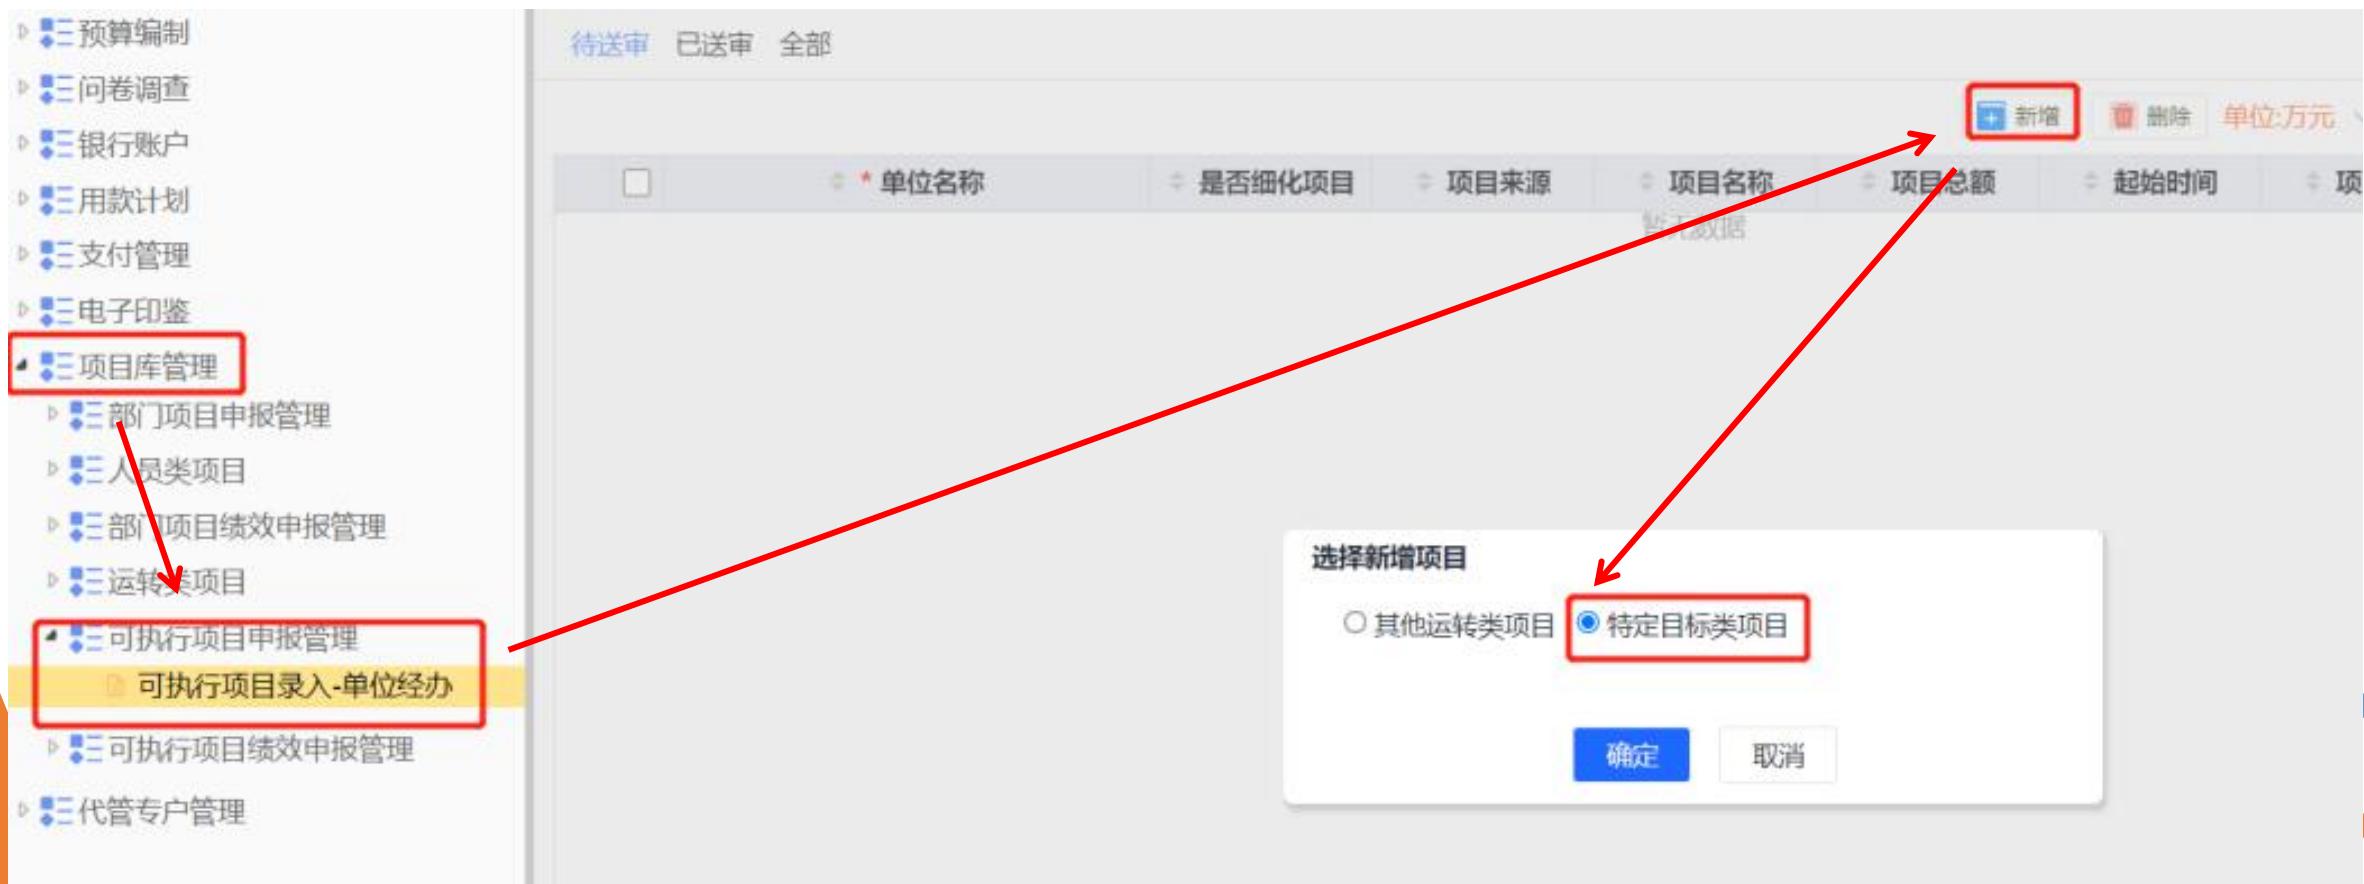 预算编制
问卷调查
银行账户
用款计划
支付管理
电子印鉴
项目库管理
部门项目申报管理
人员类项目
部门项目绩效申报管理
运转类项目
可执行项目申报管理
可执行项目录入-单位经办
可执行项目绩效申报管理
代管专户管理
待送审 已送审 全部
新增 删除 单位:万元
* 单位名称 是否细化项目 项目来源 项目名称 项目总额 起始时间 项
暂无数据
选择新增项目
其他运转类项目 特定目标类项目
确定 取消